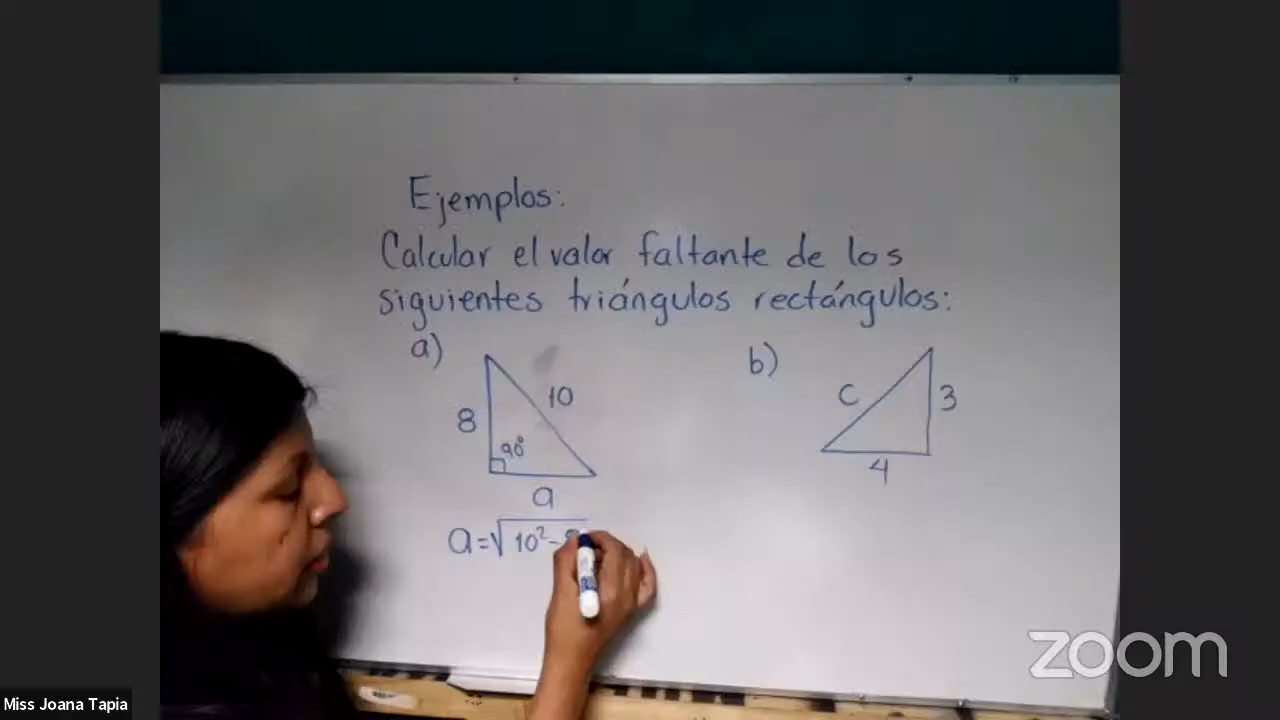 Ejemplos:
Calcular el valor faltante de los
siguientes triángulos rectángulos:
a)
b)
8
10
90°
a
C
3
4
a=√10²-8
zoom
Miss Joana Tapia